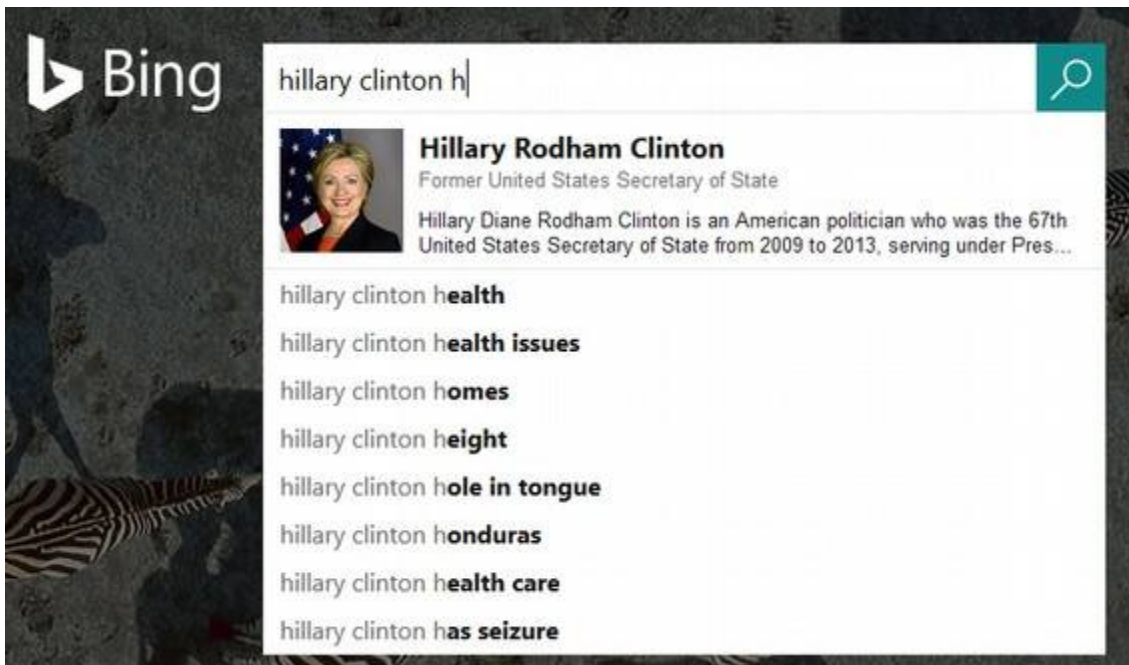 Bing
hillary clinton h
Hillary Rodham Clinton
Former United States Secretary of State
Hillary Diane Rodham Clinton is an American politician who was the 67th
United States Secretary of State from 2009 to 2013, serving under Pres...
hillary clinton health
hillary clinton health issues
hillary clinton homes
hillary clinton height
hillary clinton hole in tongue
hillary clinton honduras
hillary clinton health care
hillary clinton has seizure